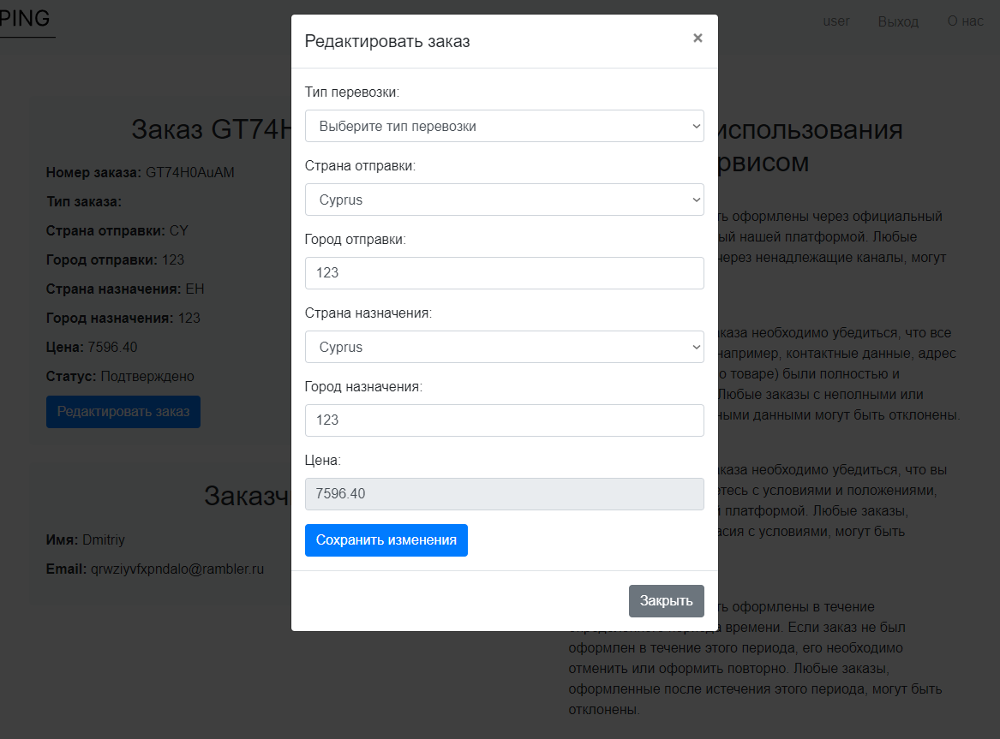 PING
user
Выход
О нас
Редактировать заказ
×
Тип перевозки:
Выберите тип перевозки
Страна отправки:
Cyprus
Город отправки:
123
Страна назначения:
Cyprus
Город назначения:
123
Цена:
7596.40
Сохранить изменения
Закрыть
Заказ GT74H
Номер заказа: GT74H0AuAM
Тип заказа:
Страна отправки: CY
Город отправки: 123
Страна назначения: EH
Город назначения: 123
Цена: 7596.40
Статус: Подтверждено
Редактировать заказ
Заказч
Имя: Dmitriy
Email: qrwziyvfxpndalo@rambler.ru
использования
рвисом
ть оформлены через официальный
ый нашей платформой. Любые
через ненадлежащие каналы, могут
каза необходимо убедиться, что все
например, контактные данные, адрес
о товаре) были полностью и
Любые заказы с неполными или
ными данными могут быть отклонены.
каза необходимо убедиться, что вы
етесь с условиями и положениями,
й платформой. Любые заказы,
асия с условиями, могут быть
ть оформлены в течение
определенного периода времени. Если заказ не был
оформлен в течение этого периода, его необходимо
отменить или оформить повторно. Любые заказы,
оформленные после истечения этого периода, могут быть
отклонены.